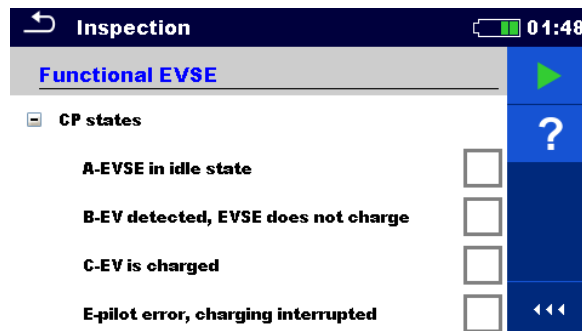 Inspection
01:48
Functional EVSE
?
CP states
A-EVSE in idle state
B-EV detected, EVSE does not charge
C-EV is charged
E-pilot error, charging interrupted